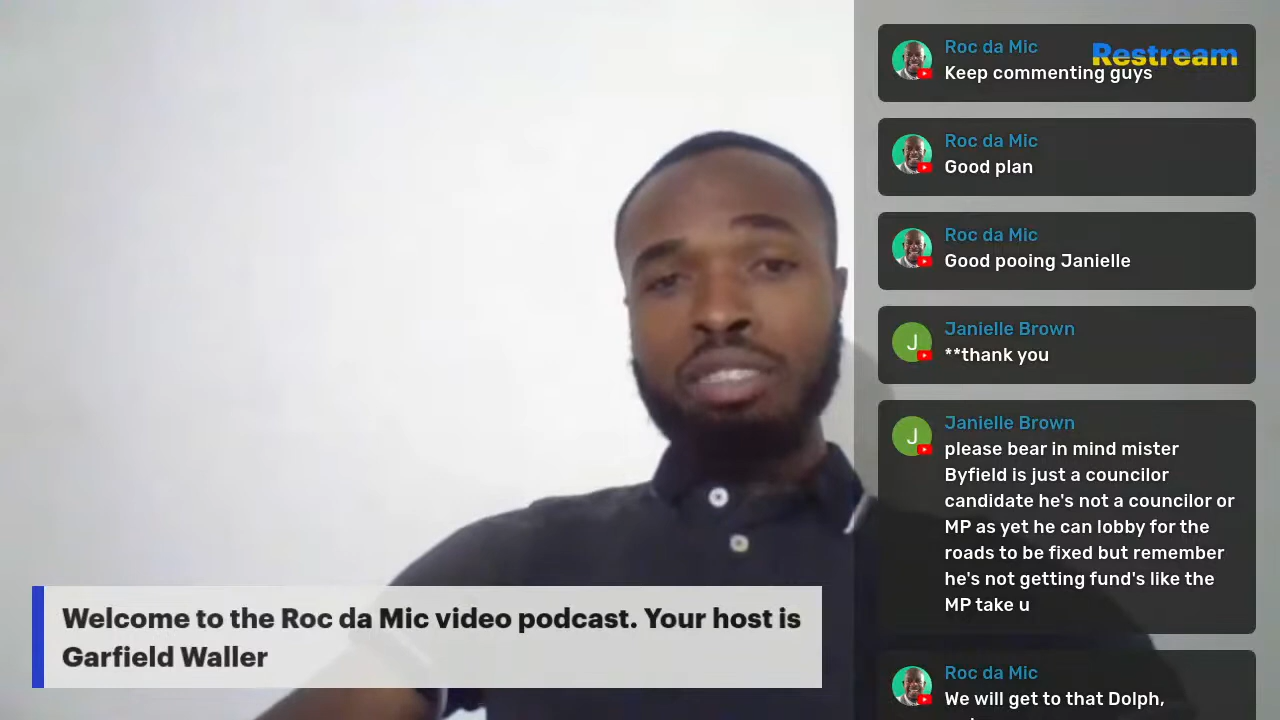 Roc da Mic
Restream
Keep commenting guys
Roc da Mic
Good plan
Roc da Mic
Good pooing Janielle
J
Janielle Brown
**thank you
J
Janielle Brown
please bear in mind mister
Byfield is just a councilor
candidate he's not a councilor or
MP as yet he can lobby for the
roads to be fixed but remember
he's not getting fund's like the
MP take u
Roc da Mic
We will get to that Dolph,
Welcome to the Roc da Mic video podcast. Your host is
Garfield Waller